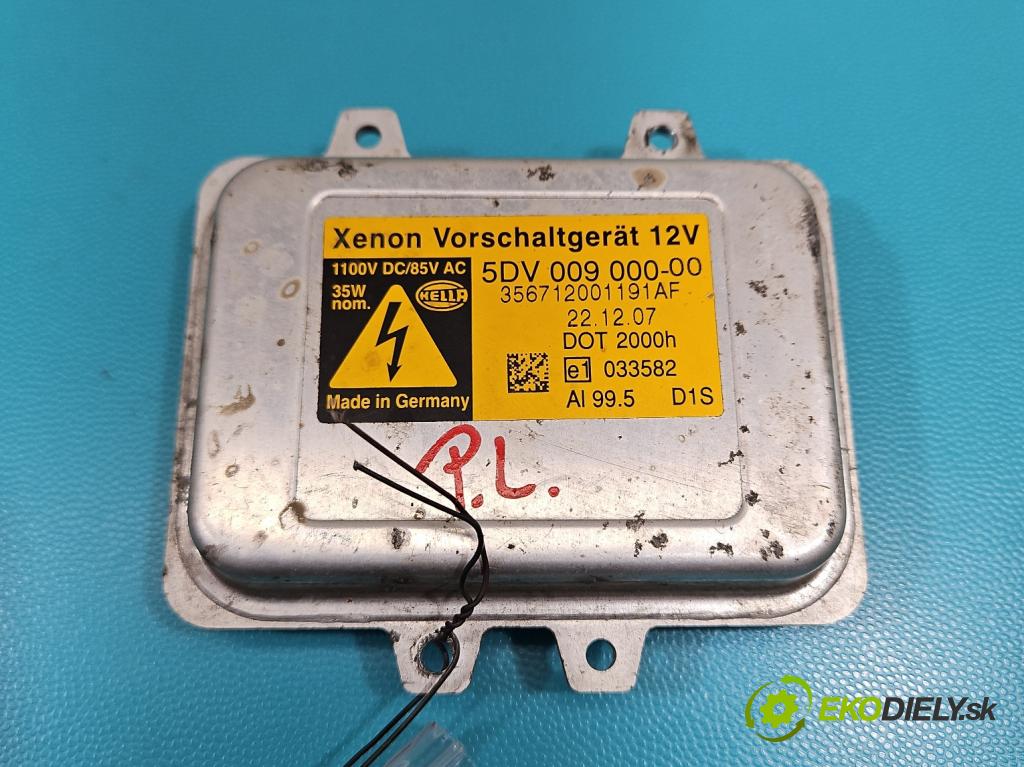 Xenon Vorschaltgerät 12V
1100V DC/85V AC
35W
nom.
HELLA
Made in Germany
5DV 009 000-00
356712001191AF
22.12.07
DOT 2000h
e1 033582
Al 99.5 D1S
P.L.
EKODIELY.sk